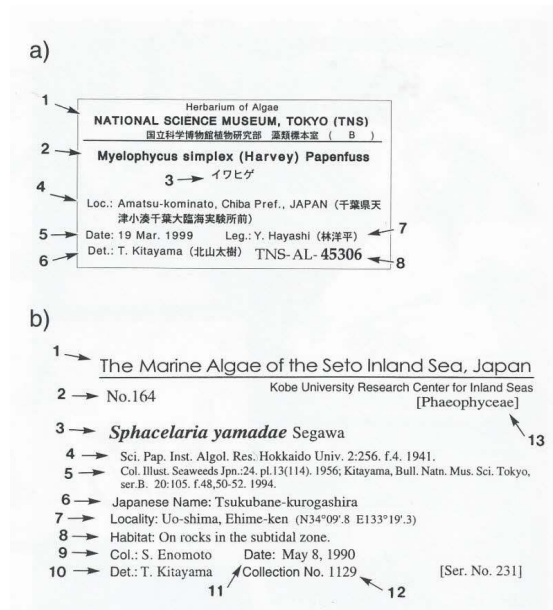 a)
1
Herbarium of Algae
NATIONAL SCIENCE MUSEUM, TOKYO (TNS)
国立科学博物館植物研究部 藻類標本室 ( B )
2
Myelophycus simplex (Harvey) Papenfuss
3 イワヒゲ
4
Loc.: Amatsu-kominato, Chiba Pref., JAPAN (千葉県天
津小湊千葉大臨海実験所前)
5 Date: 19 Mar. 1999 Leg.: Y. Hayashi (林洋平) 7
6 Det.: T. Kitayama (北山太樹) TNS-AL-45306 8
b)
1
The Marine Algae of the Seto Inland Sea, Japan
Kobe University Research Center for Inland Seas
2 No.164
[Phaeophyceae]
13
3 Sphacelaria yamadae Segawa
4 Sci. Pap. Inst. Algol. Res. Hokkaido Univ. 2:256. f.4. 1941.
5 Col. Illust. Seaweeds Jpn.:24. pl.13(114). 1956; Kitayama, Bull. Natn. Mus. Sci. Tokyo,
ser.B. 20:105. f.48,50-52. 1994.
6 Japanese Name: Tsukubane-kurogashira
7 Locality: Uo-shima, Ehime-ken (N34°09'.8 E133°19'.3)
8 Habitat: On rocks in the subtidal zone.
9 Col.: S. Enomoto Date: May 8, 1990
10 Det.: T. Kitayama Collection No. 1129 [Ser. No. 231]
11 12